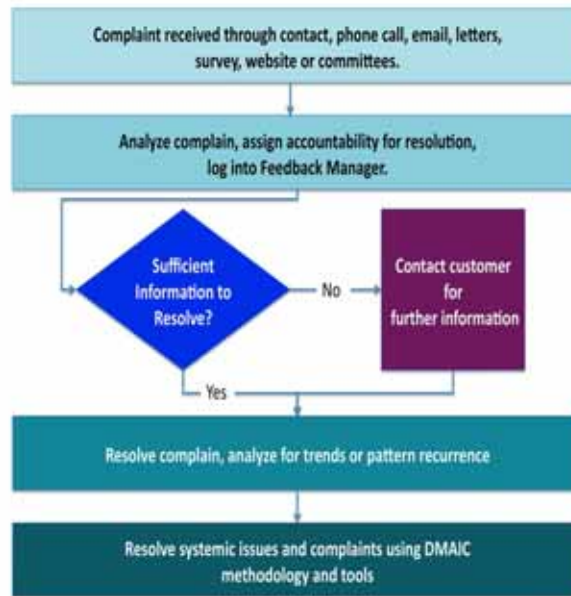 Complaint received through contact, phone call, email, letters,
survey, website or committees.
Analyze complain, assign accountability for resolution,
log into Feedback Manager.
Sufficient
Information to
Resolve?
No
Contact customer
for
further information
Yes
Resolve complain, analyze for trends or pattern recurrence
Resolve systemic issues and complaints using DMAIC
methodology and tools